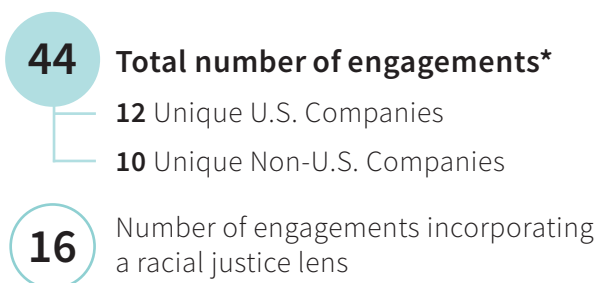 44 Total number of engagements*
12 Unique U.S. Companies
10 Unique Non-U.S. Companies
16 Number of engagements incorporating
a racial justice lens